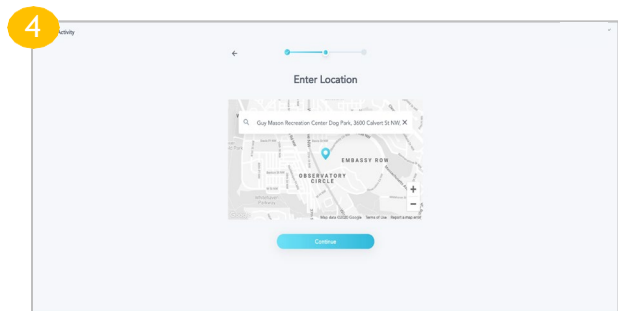 4
Activity
Enter Location
Guy Mason Recreation Center Dog Park, 3600 Calvert St NW,
EMBASSY ROW
OBSERVATORY
CIRCLE
+
−
Map data ©2020 Google Terms of Use Report a map error
Continue